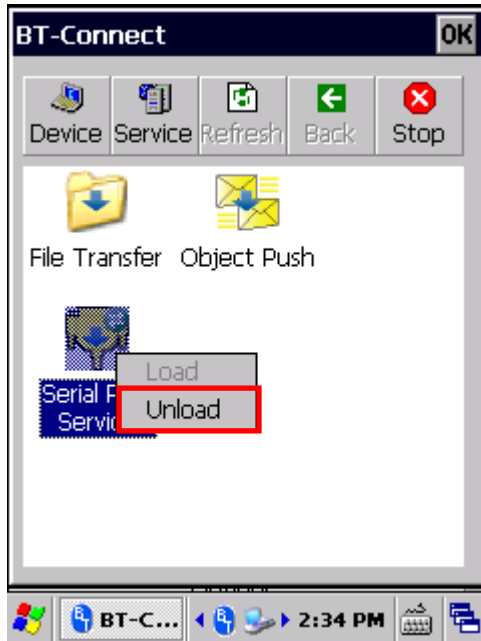 BT-Connect OK
Device Service Refresh Back Stop
File Transfer Object Push
Serial
Load
Unload
BT-C... 2:34 PM